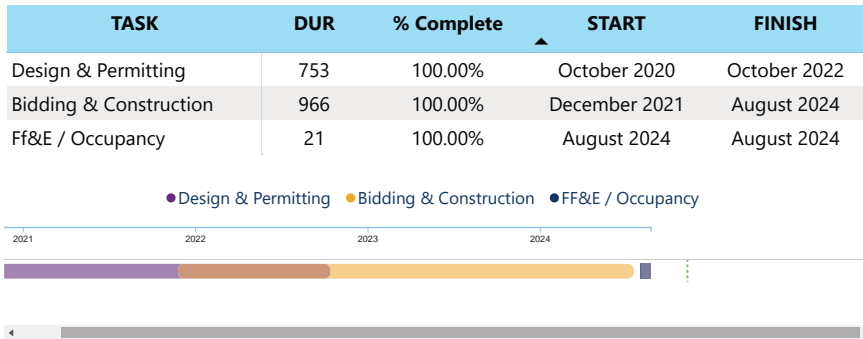 TASK DUR % Complete START FINISH
Design & Permitting 753 100.00% October 2020 October 2022
Bidding & Construction 966 100.00% December 2021 August 2024
Ff&E / Occupancy 21 100.00% August 2024 August 2024
Design & Permitting Bidding & Construction FF&E / Occupancy
2021 2022 2023 2024